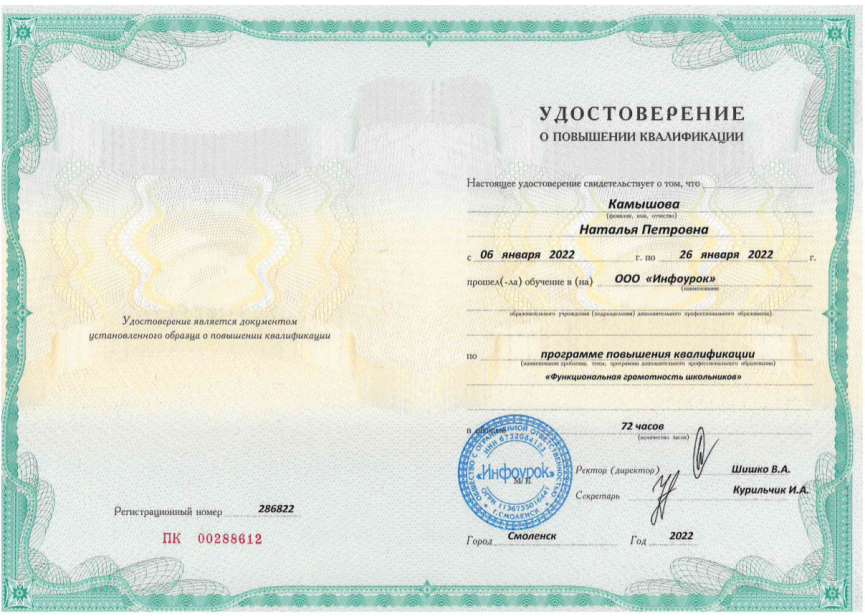 Удостоверение является документом
установленного образца о повышении квалификации
Регистрационный номер 286822
ПК 00288612
УДОСТОВЕРЕНИЕ
О ПОВЫШЕНИИ КВАЛИФИКАЦИИ
Настоящее удостоверение свидетельствует о том, что
Камышова
(фамилия, имя, отчество)
Наталья Петровна
с 06 января 2022 г. по 26 января 2022 г.
прошел(-ла) обучение в (на) ООО «Инфоурок»
(наименование
образовательного учреждения (подразделения) дополнительного профессионального образования)
по программе повышения квалификации
(наименование проблемы, темы, программы дополнительного профессионального образования)
«Функциональная грамотность школьников»
в объеме 72 часов
(количество часов)
ОБЩЕСТВО С ОГРАНИЧЕННОЙ ОТВЕТСТВЕННОСТЬЮ
ИНН 6732084123
«Инфоурок»
М.П.
ОГРН
г. СМОЛЕНСК
Ректор (директор) Шишко В.А.
Секретарь Курильчик И.А.
Город Смоленск Год 2022